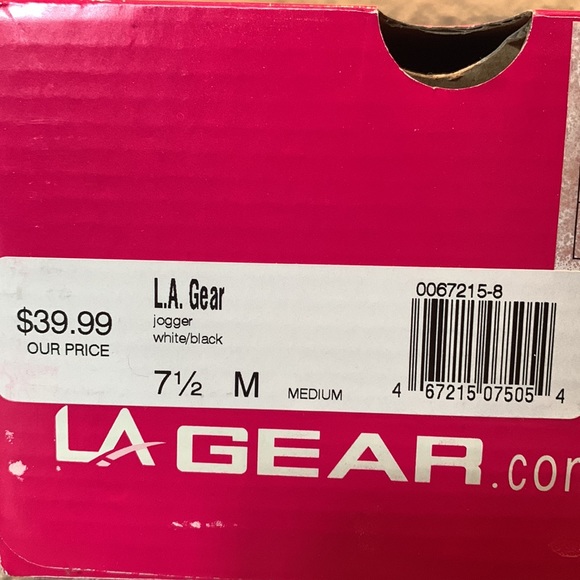 $39.99
OUR PRICE
L.A. Gear
jogger
white/black
7½ M MEDIUM
0067215-8
4 67215 07505 4
LA GEAR.co